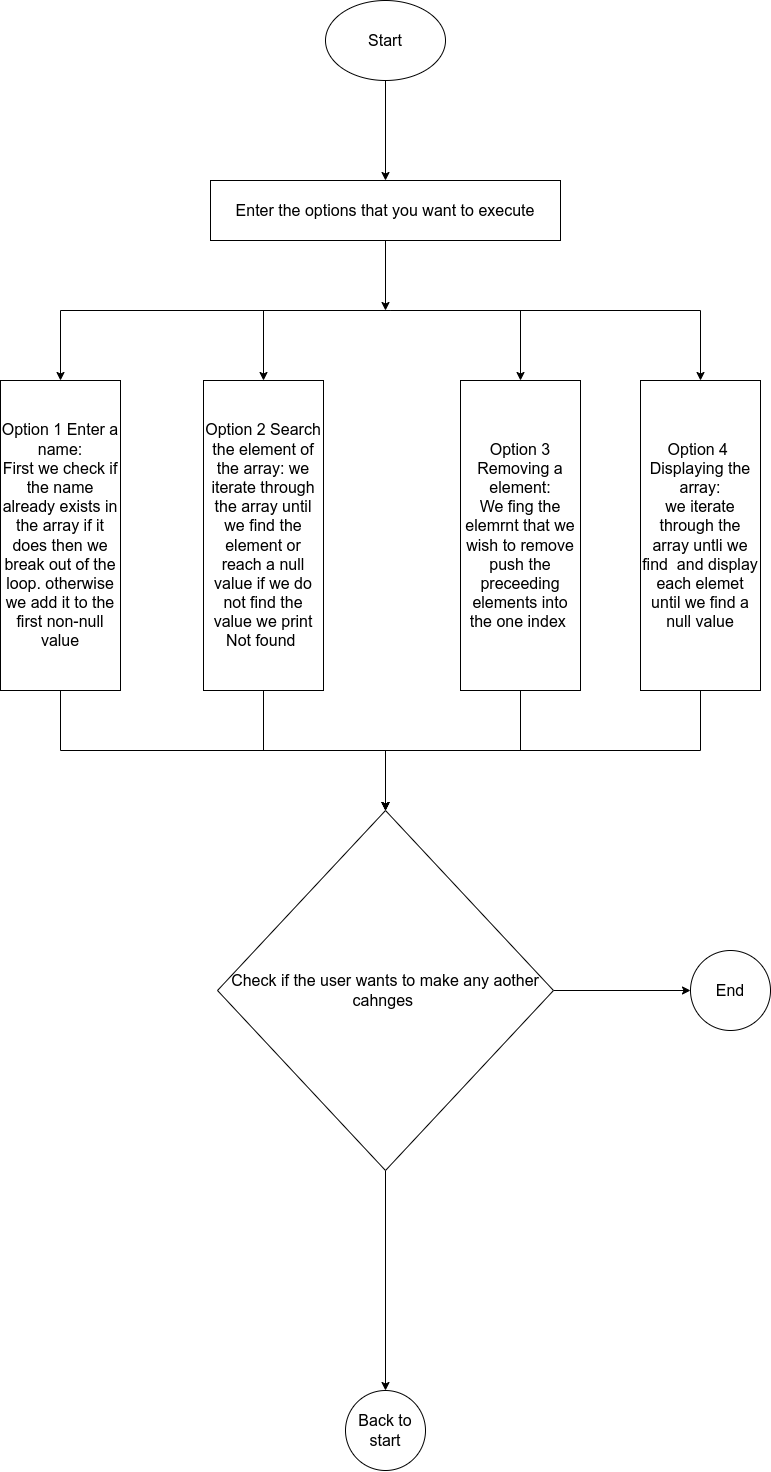 Start
Enter the options that you want to execute
Option 1 Enter a
name:
First we check if
the name
already exists in
the array if it
does then we
break out of the
loop. otherwise
we add it to the
first non-null
value
Option 2 Search
the element of
the array: we
iterate through
the array until
we find the
element or
reach a null
value if we do
not find the
value we print
Not found
Option 3
Removing a
element:
We fing the
elemrnt that we
wish to remove
push the
preceeding
elements into
the one index
Option 4
Displaying the
array:
we iterate
through the
array untli we
find and display
each elemet
until we find a
null value
Check if the user wants to make any aother
cahnges
End
Back to
start